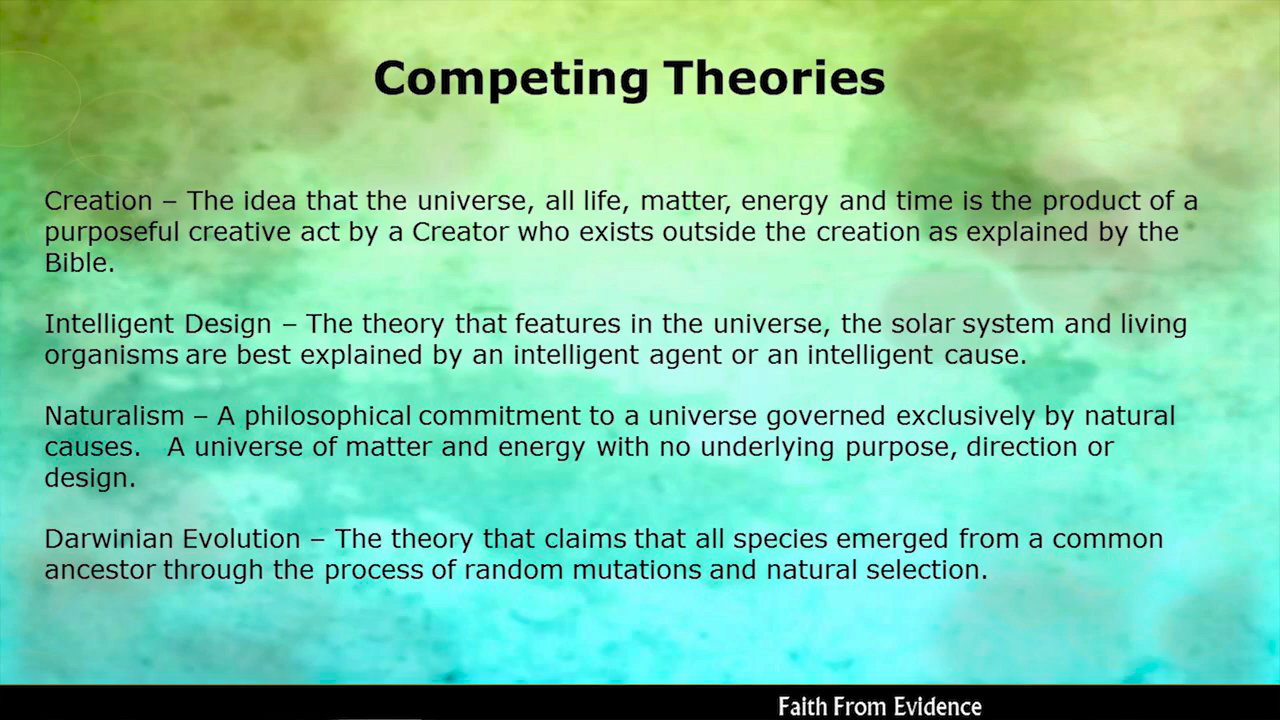 Competing Theories
Creation – The idea that the universe, all life, matter, energy and time is the product of a
purposeful creative act by a Creator who exists outside the creation as explained by the
Bible.
Intelligent Design – The theory that features in the universe, the solar system and living
organisms are best explained by an intelligent agent or an intelligent cause.
Naturalism – A philosophical commitment to a universe governed exclusively by natural
causes.   A universe of matter and energy with no underlying purpose, direction or
design.
Darwinian Evolution – The theory that claims that all species emerged from a common
ancestor through the process of random mutations and natural selection.
Faith From Evidence